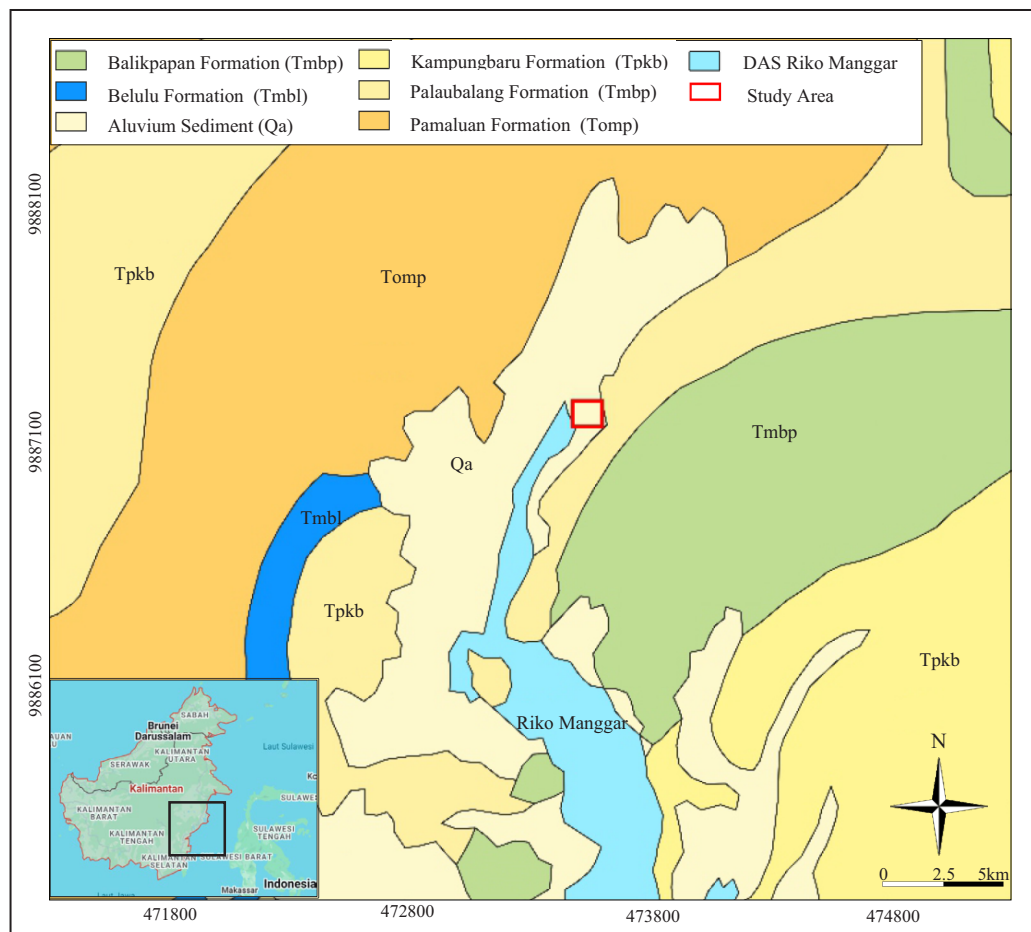 Balikpapan Formation (Tmbp)
Kampungbaru Formation (Tpkb)
DAS Riko Manggar
Belulu Formation (Tmbl)
Palaubalang Formation (Tmbp)
Study Area
Aluvium Sediment (Qa)
Pamaluan Formation (Tomp)
9888100
Tpkb
Tomp
9887100
Tmbp
Qa
Tmbl
Tpkb
Tpkb
9886100
Riko Manggar
N
SABAH
Brunei
Darussalam
Laut Sulawesi
KALIMANTAN
UTARA
SERAWAK
Kalimantan
KALIMANTAN
BARAT
KALIMANTAN
TENGAH
SULAWESI
TENGAH
KALIMANTAN
SELATAN
SULAWESI BARAT
Makassar
Indonesia
0 2.5 5km
471800
472800
473800
474800